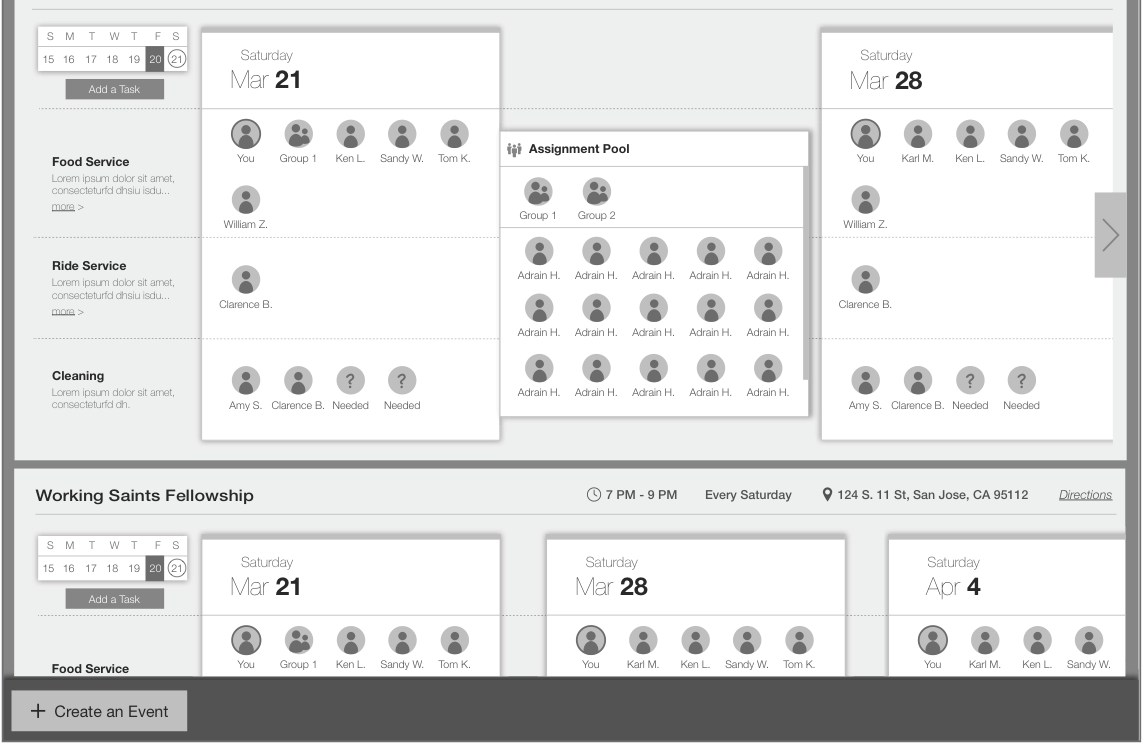 S M T W T F S
15 16 17 18 19 20 21
Add a Task
Saturday
Mar 21
Saturday
Mar 28
Food Service
Lorem ipsum dolor sit amet,
consecteturfd dhsiu isdu...
more >
You Group 1 Ken L. Sandy W. Tom K.
William Z.
Assignment Pool
Group 1 Group 2
Adrain H. Adrain H. Adrain H. Adrain H. Adrain H.
Adrain H. Adrain H. Adrain H. Adrain H. Adrain H.
Adrain H. Adrain H. Adrain H. Adrain H. Adrain H.
You Karl M. Ken L. Sandy W. Tom K.
William Z.
Ride Service
Lorem ipsum dolor sit amet,
consecteturfd dhsiu isdu...
more >
Clarence B.
Clarence B.
Cleaning
Lorem ipsum dolor sit amet,
consecteturfd dh.
Amy S. Clarence B. ? Needed ? Needed
Amy S. Clarence B. ? Needed ? Needed
Working Saints Fellowship
7 PM - 9 PM Every Saturday 124 S. 11 St, San Jose, CA 95112 Directions
S M T W T F S
15 16 17 18 19 20 21
Add a Task
Saturday
Mar 21
Saturday
Mar 28
Saturday
Apr 4
Food Service
You Group 1 Ken L. Sandy W. Tom K.
You Karl M. Ken L. Sandy W. Tom K.
You Karl M. Ken L. Sandy W.
+ Create an Event